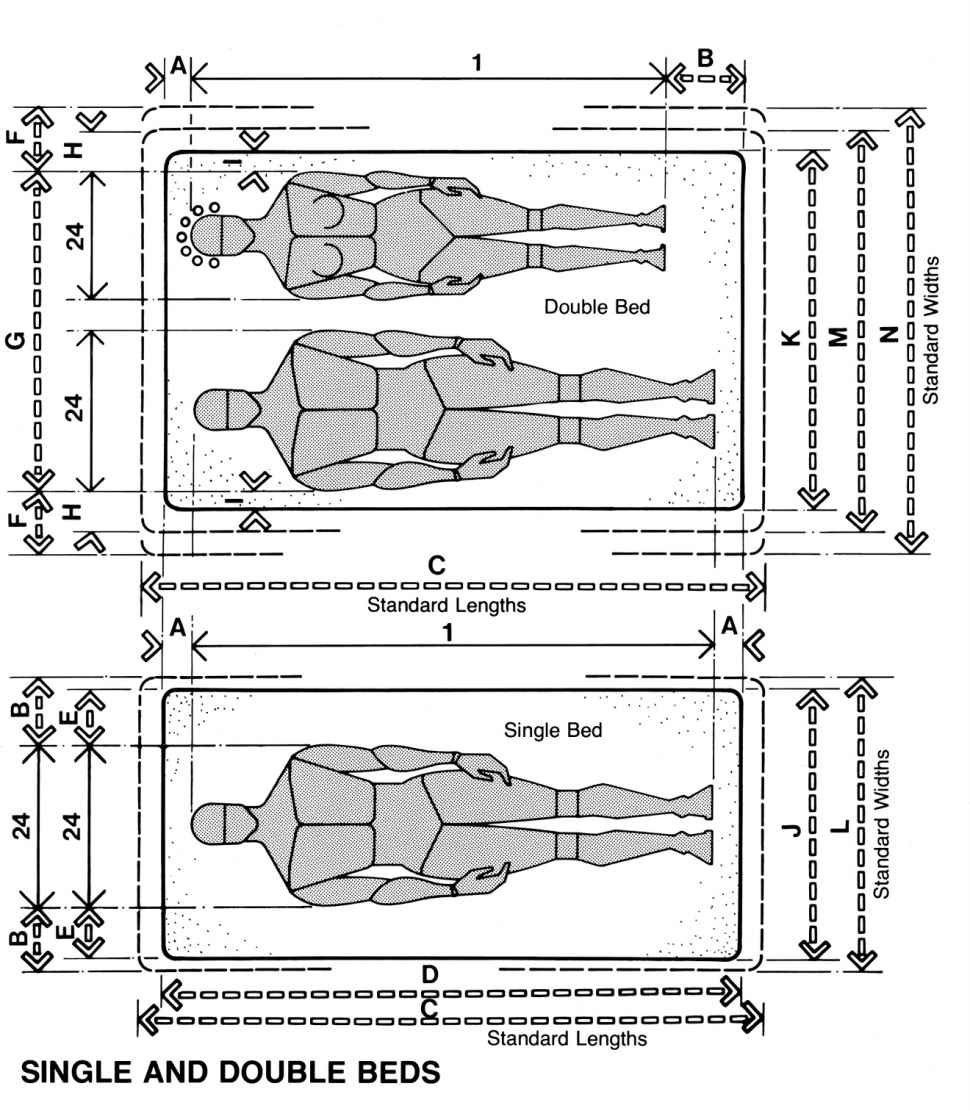 A
1
B
F
H
I
24
G
Double Bed
K
M
N
Standard Widths
24
I
F
H
C
Standard Lengths
A
1
A
B
E
Single Bed
24
24
J
L
Standard Widths
B
E
D
C
Standard Lengths
SINGLE AND DOUBLE BEDS